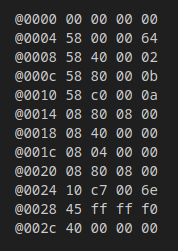 @0000 00 00 00 00
@0004 58 00 00 64
@0008 58 40 00 02
@000c 58 80 00 0b
@0010 58 c0 00 0a
@0014 08 80 08 00
@0018 08 40 00 00
@001c 08 04 00 00
@0020 08 80 08 00
@0024 10 c7 00 6e
@0028 45 ff ff f0
@002c 40 00 00 00